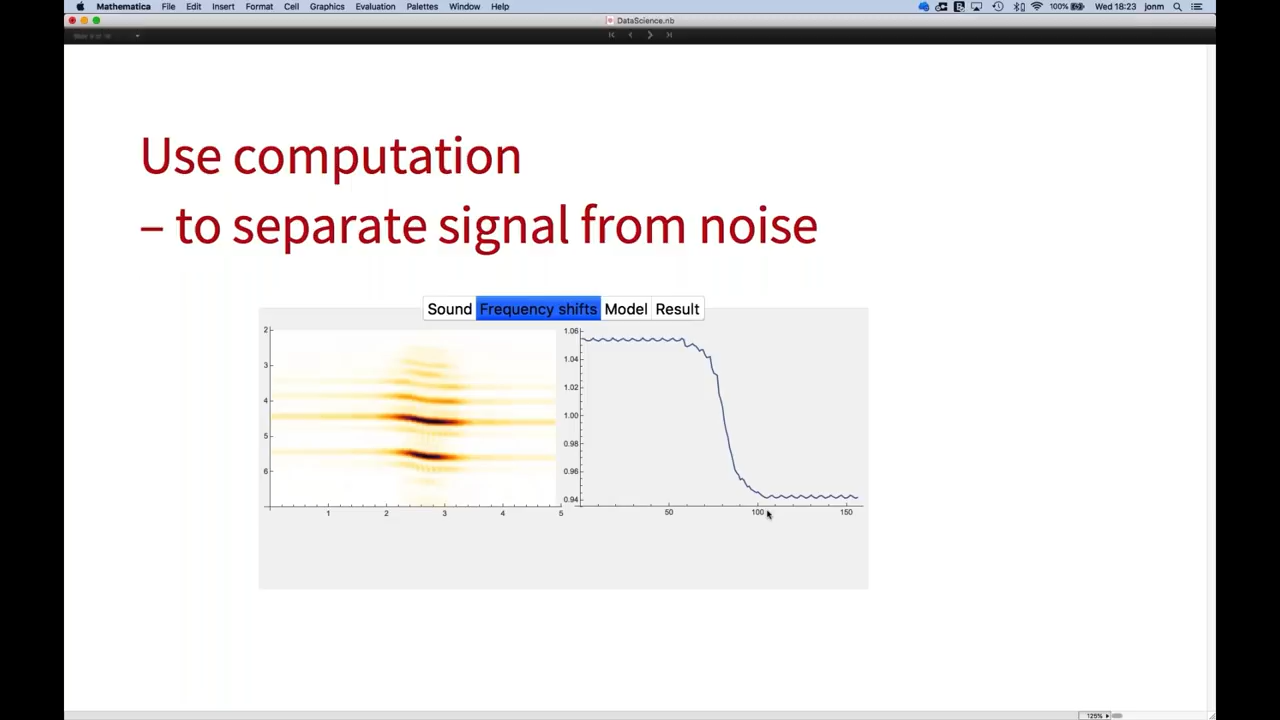 Mathematica File Edit Insert Format Cell Graphics Evaluation Palettes Window Help 100% Wed 18:23 jonm
DataScience.nb
Use computation
– to separate signal from noise
Sound Frequency shifts Model Result
2
3
4
5
6
1 2 3 4 5
1.06
1.04
1.02
1.00
0.98
0.96
0.94
50 100 150
125%